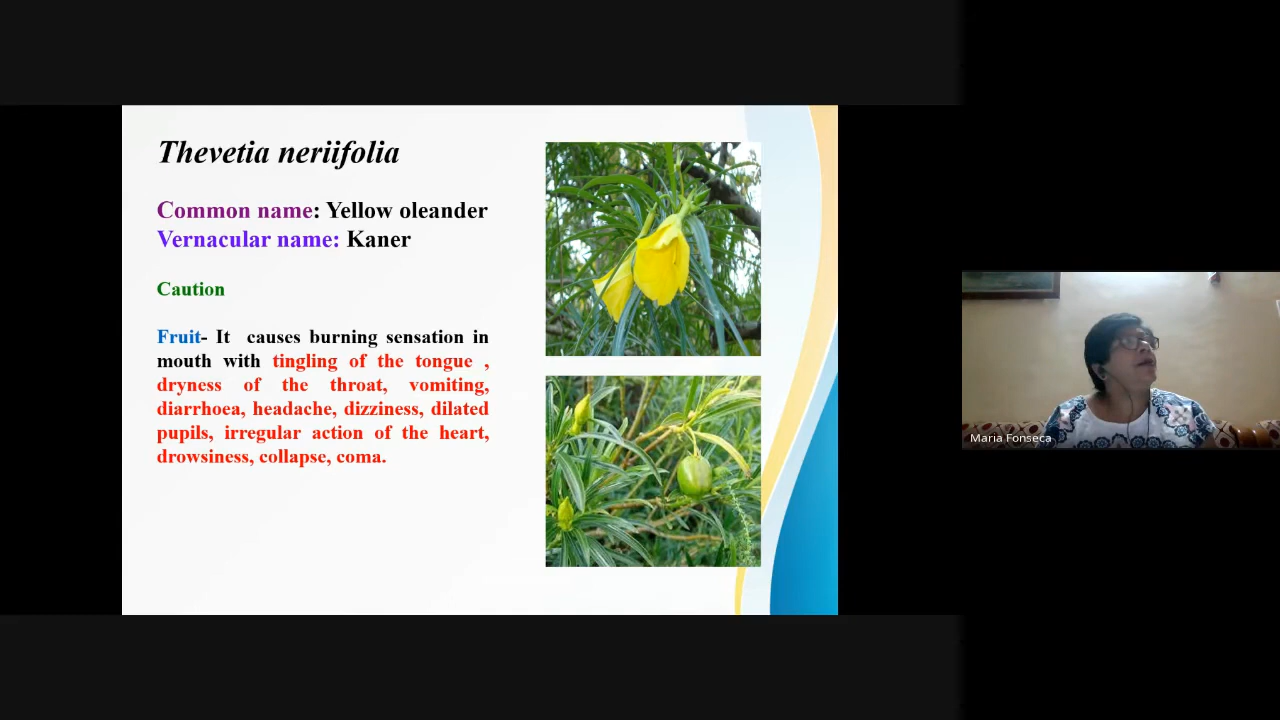 Thevetia neriifolia
Common name: Yellow oleander
Vernacular name: Kaner
Caution
Fruit- It causes burning sensation in
mouth with tingling of the tongue ,
dryness of the throat, vomiting,
diarrhoea, headache, dizziness, dilated
pupils, irregular action of the heart,
drowsiness, collapse, coma.
Maria Fonseca